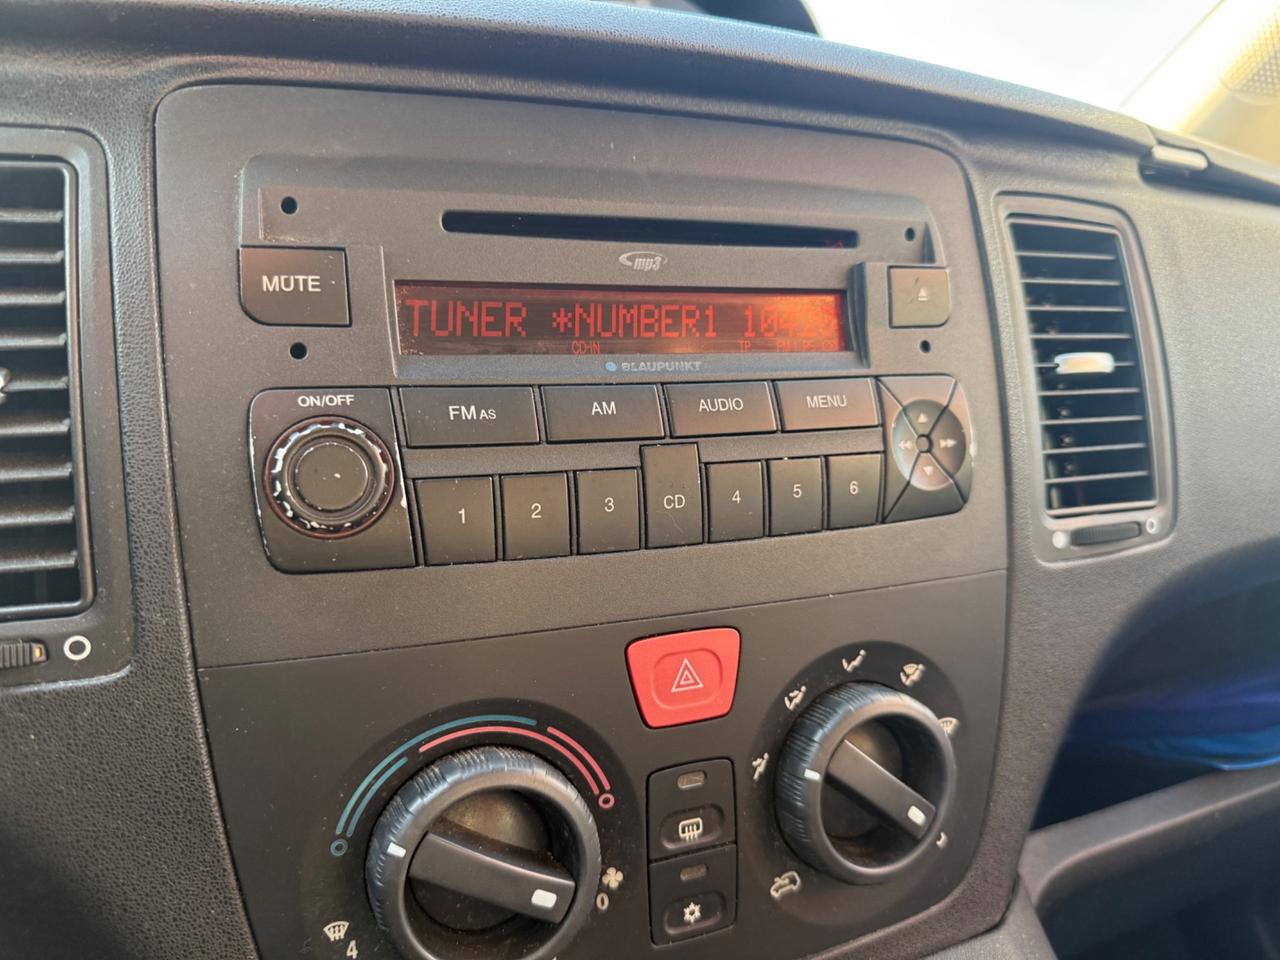 mp3
MUTE
TUNER *NUMBER1
CD-IN TP
BLAUPUNKT
ON/OFF
FM AS AM AUDIO MENU
1 2 3 CD 4 5 6
0
4